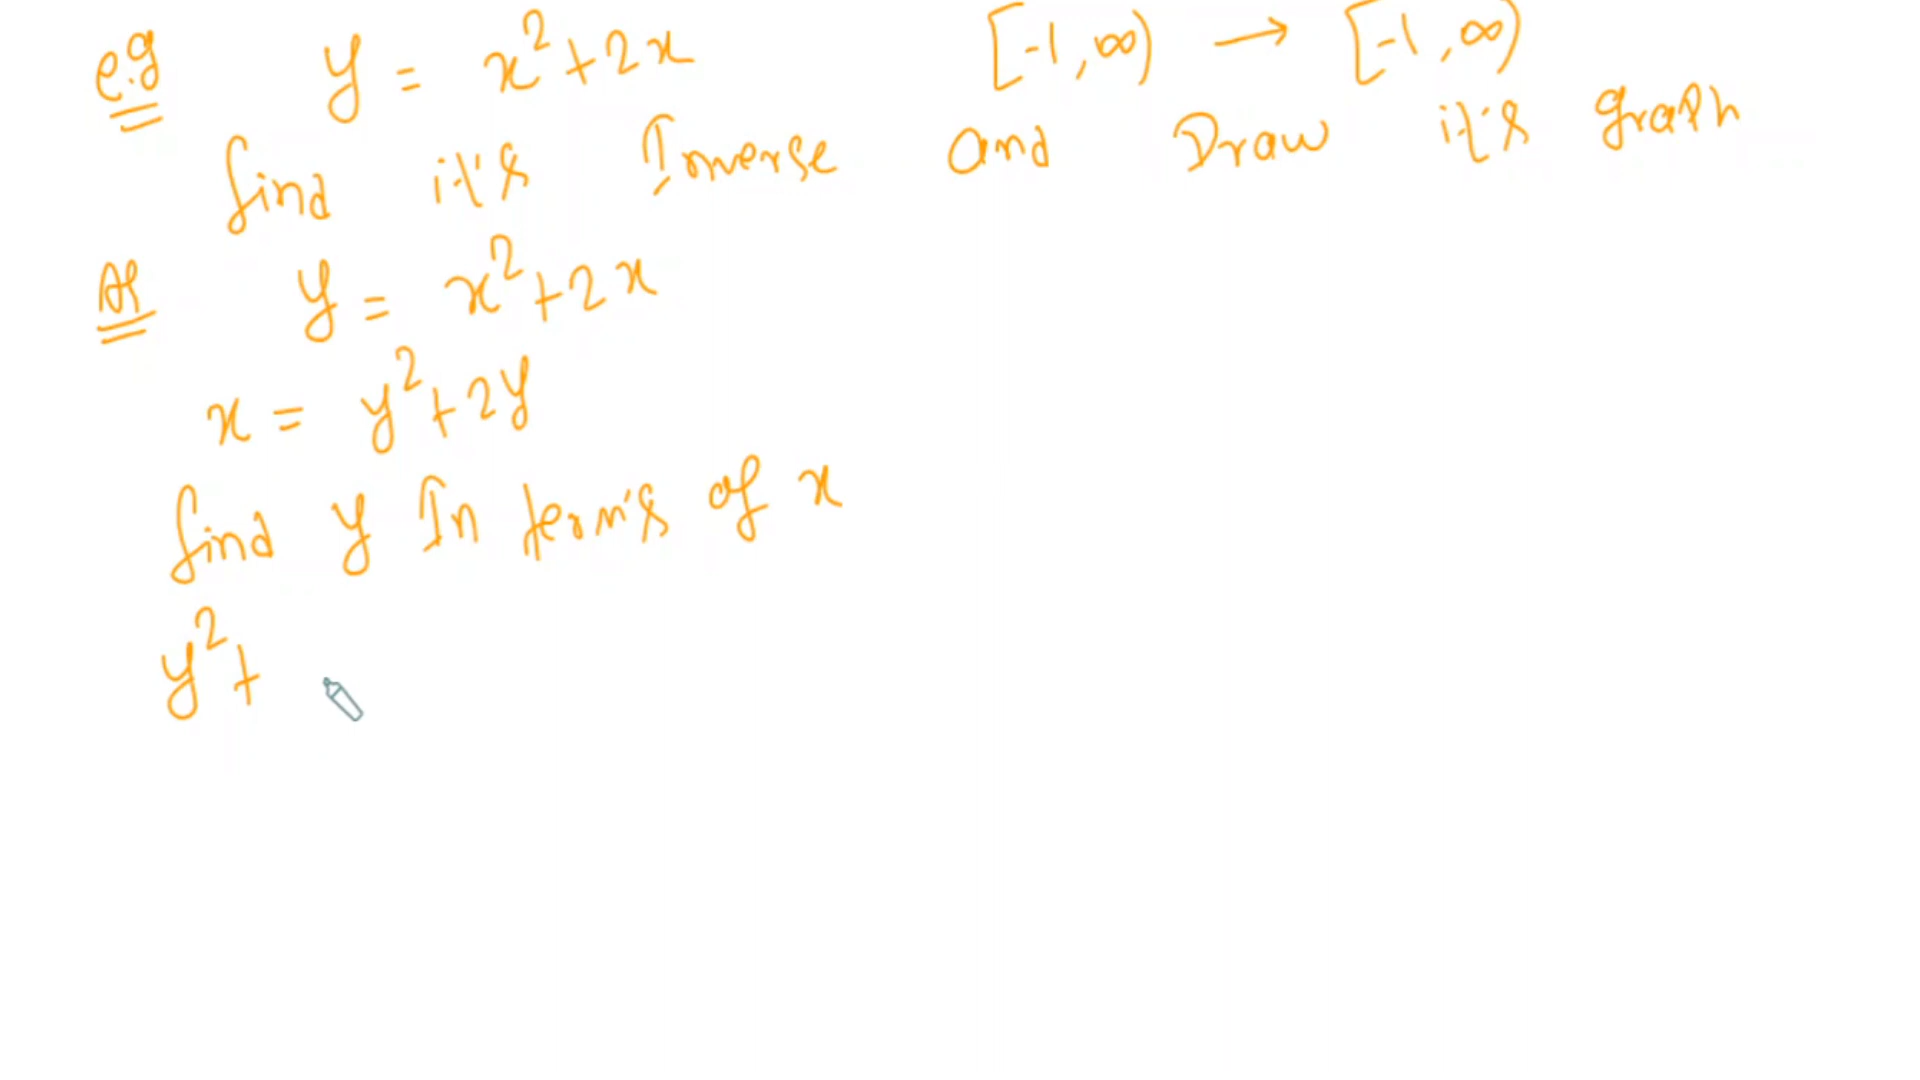 e.g y = x²+2x [-1,∞) → [-1,∞)
find it's Inverse and Draw it's graph
y = x²+2x
x = y²+2y
find y In term's of x
y²+